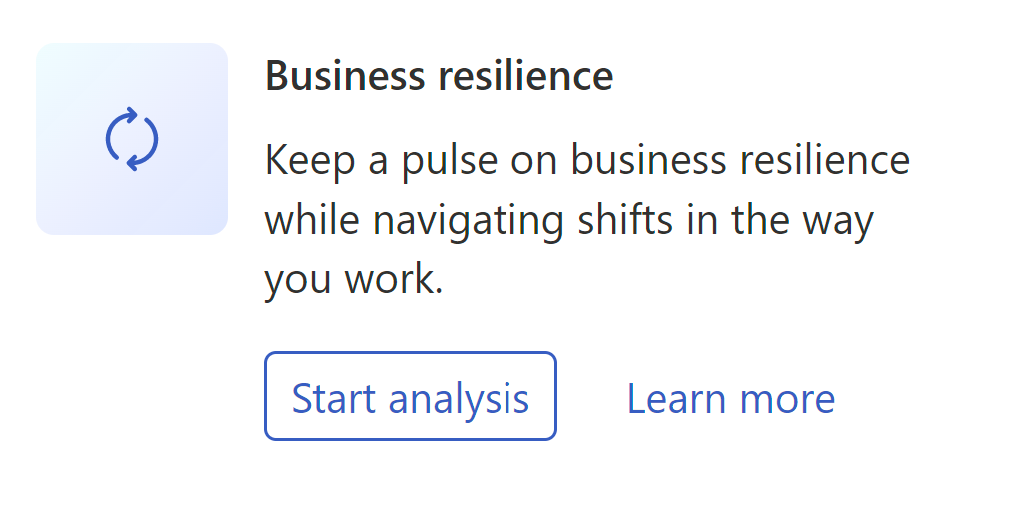 Business resilience
Keep a pulse on business resilience
while navigating shifts in the way
you work.
Start analysis
Learn more